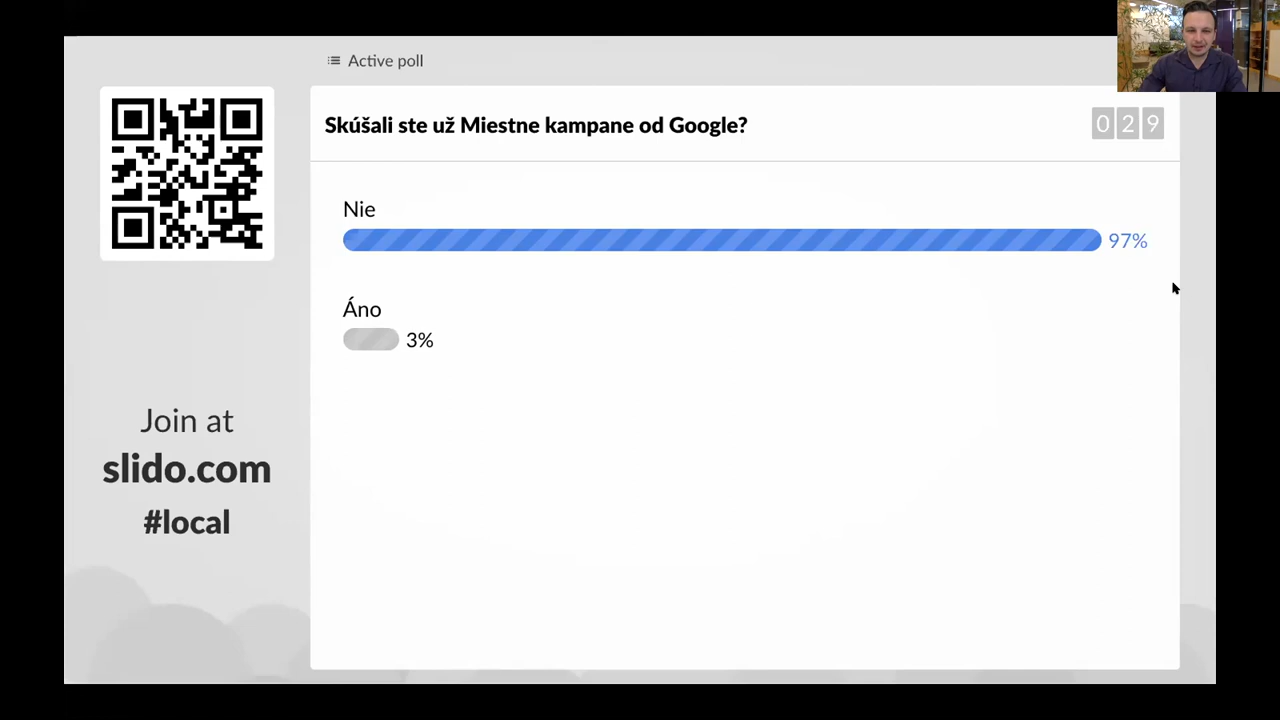 Active poll
Skúšali ste už Miestne kampane od Google?
029
Nie
97%
Áno
3%
Join at
slido.com
#local